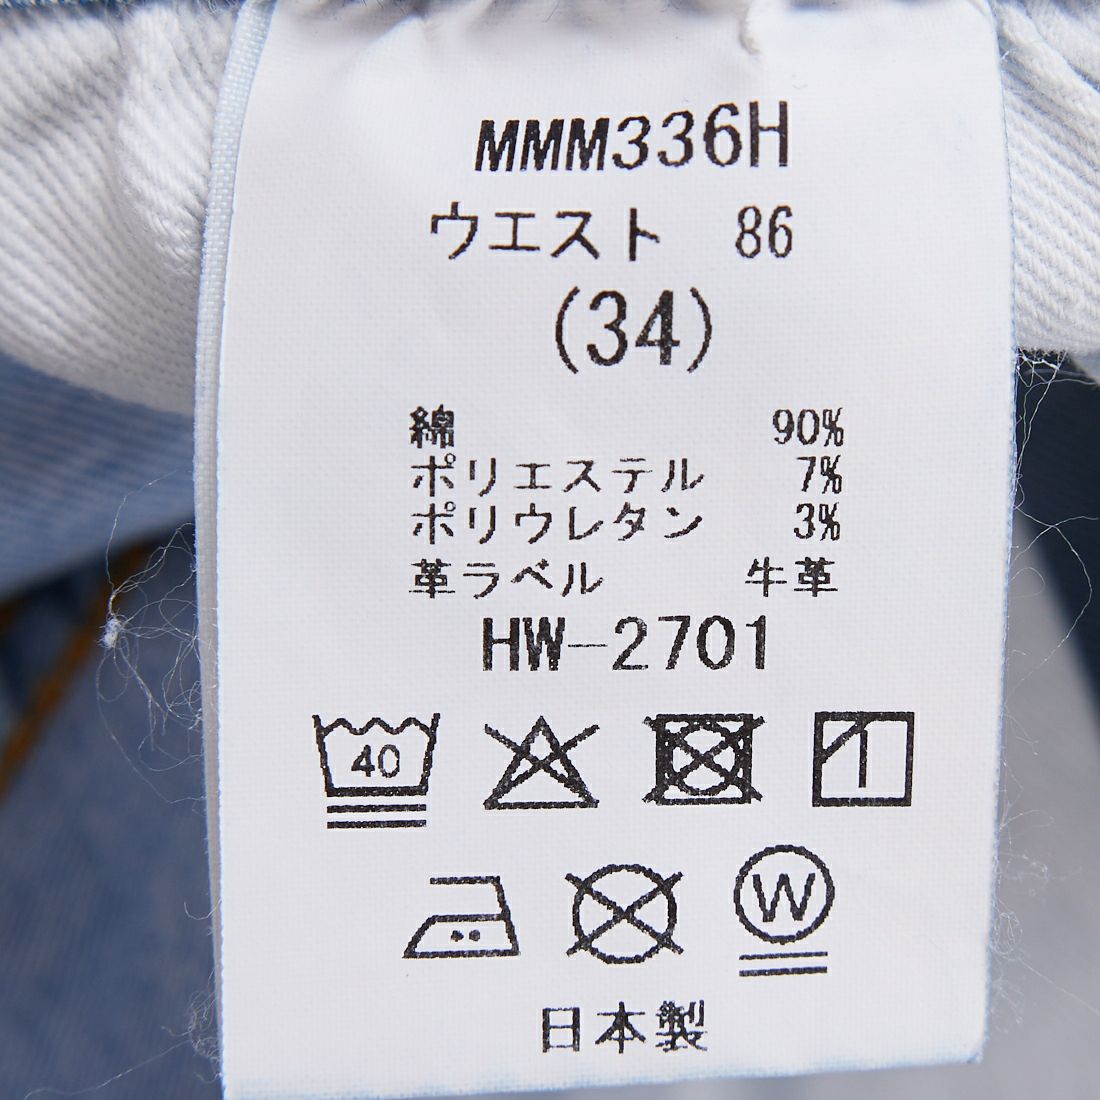 MMM336H
ウエスト 86
(34)
綿 90%
ポリエステル 7%
ポリウレタン 3%
革ラベル 牛革
HW-2701
40
W
日本製